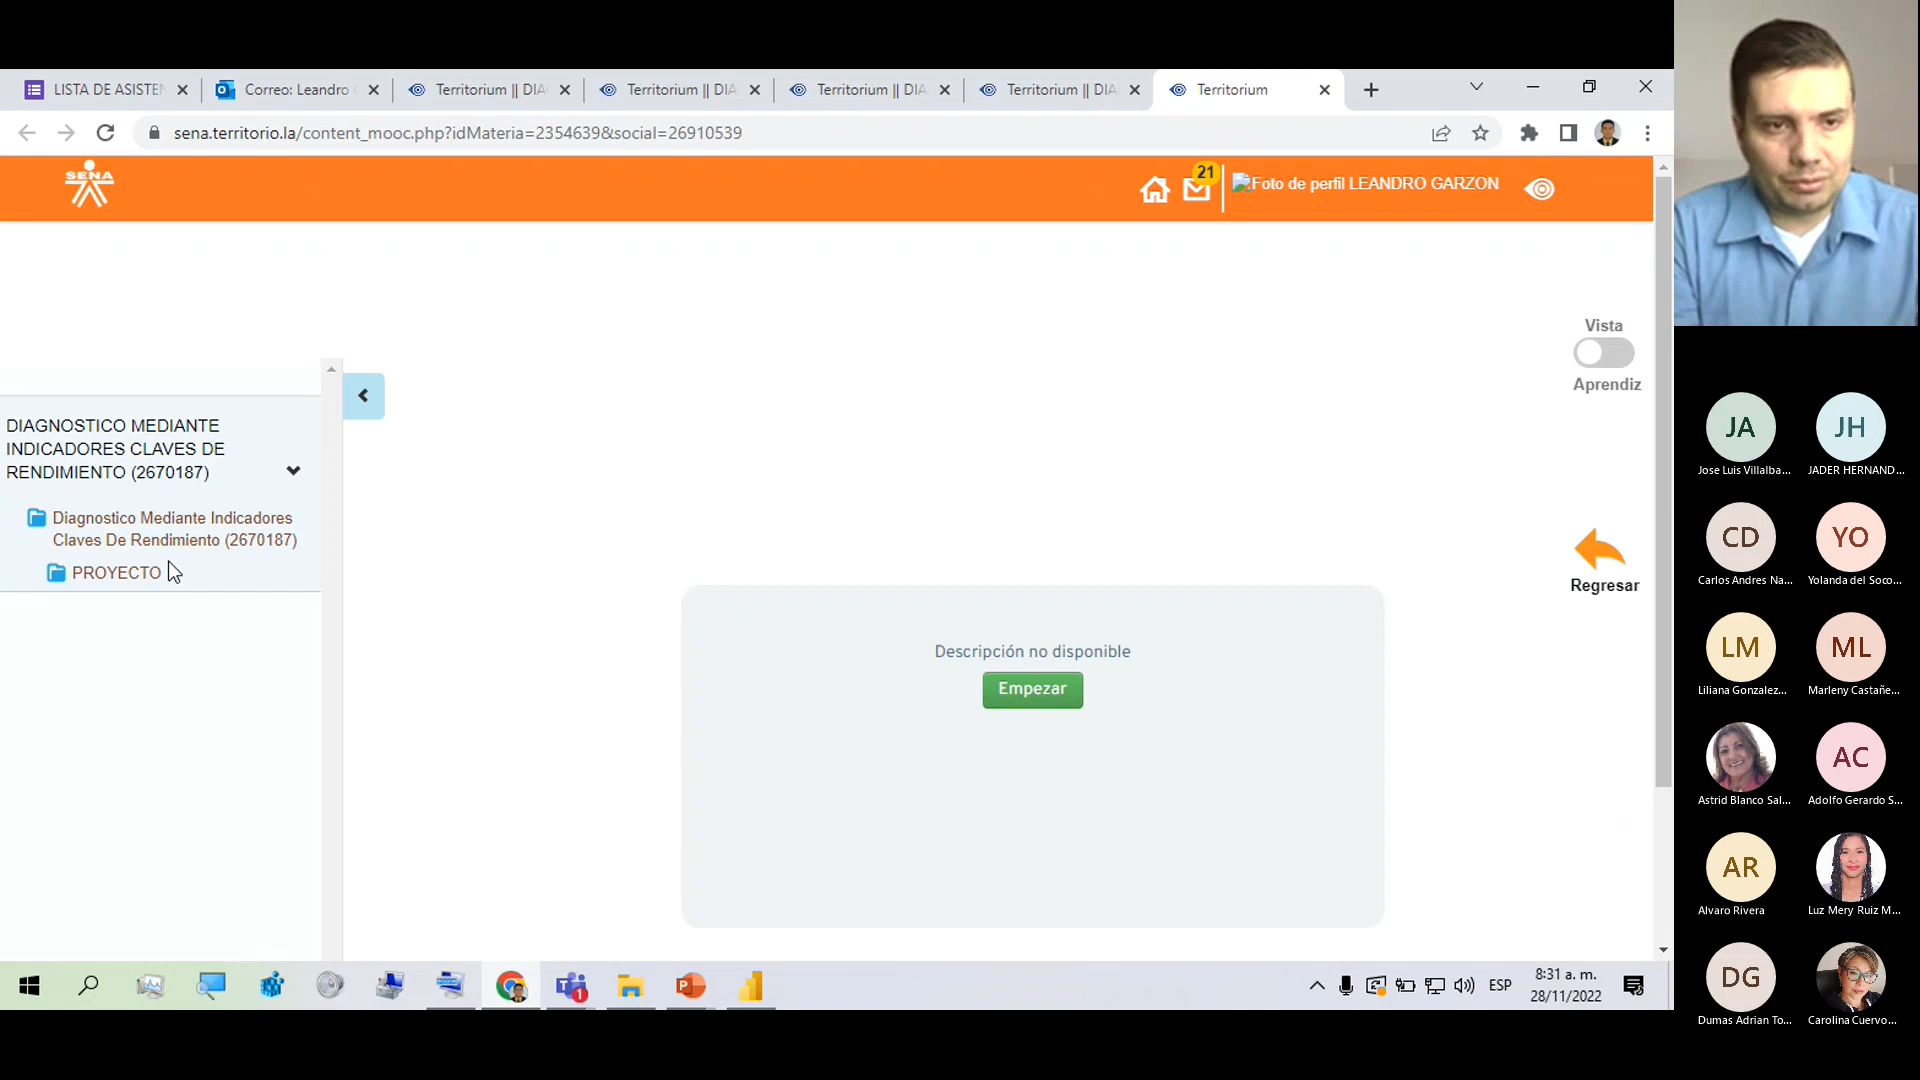 LISTA DE ASISTEN
Correo: Leandro
Territorium || DIA
Territorium || DIA
Territorium || DIA
Territorium || DIA
Territorium
sena.territorio.la/content_mooc.php?idMateria=2354639&social=26910539
SENA
21
Foto de perfil LEANDRO GARZON
Vista
Aprendiz
DIAGNOSTICO MEDIANTE
INDICADORES CLAVES DE
RENDIMIENTO (2670187)
Diagnostico Mediante Indicadores
Claves De Rendimiento (2670187)
PROYECTO
Regresar
Descripción no disponible
Empezar
1
ESP
8:31 a. m.
28/11/2022
JA
Jose Luis Villalba...
JH
JADER HERNAND...
CD
Carlos Andres Na...
YO
Yolanda del Soco...
LM
Liliana Gonzalez...
ML
Marleny Castañe...
Astrid Blanco Sal...
AC
Adolfo Gerardo S...
AR
Alvaro Rivera
Luz Mery Ruiz M...
DG
Dumas Adrian To...
Carolina Cuervo...